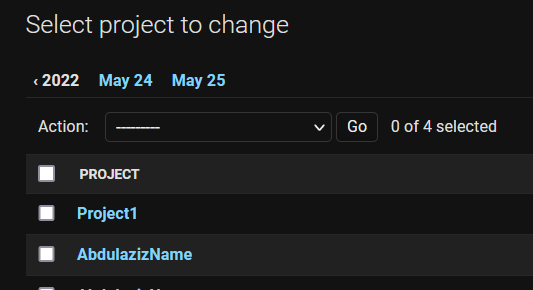 Select project to change
‹ 2022 May 24 May 25
Action: --------- Go 0 of 4 selected
PROJECT
Project1
AbdulazizName